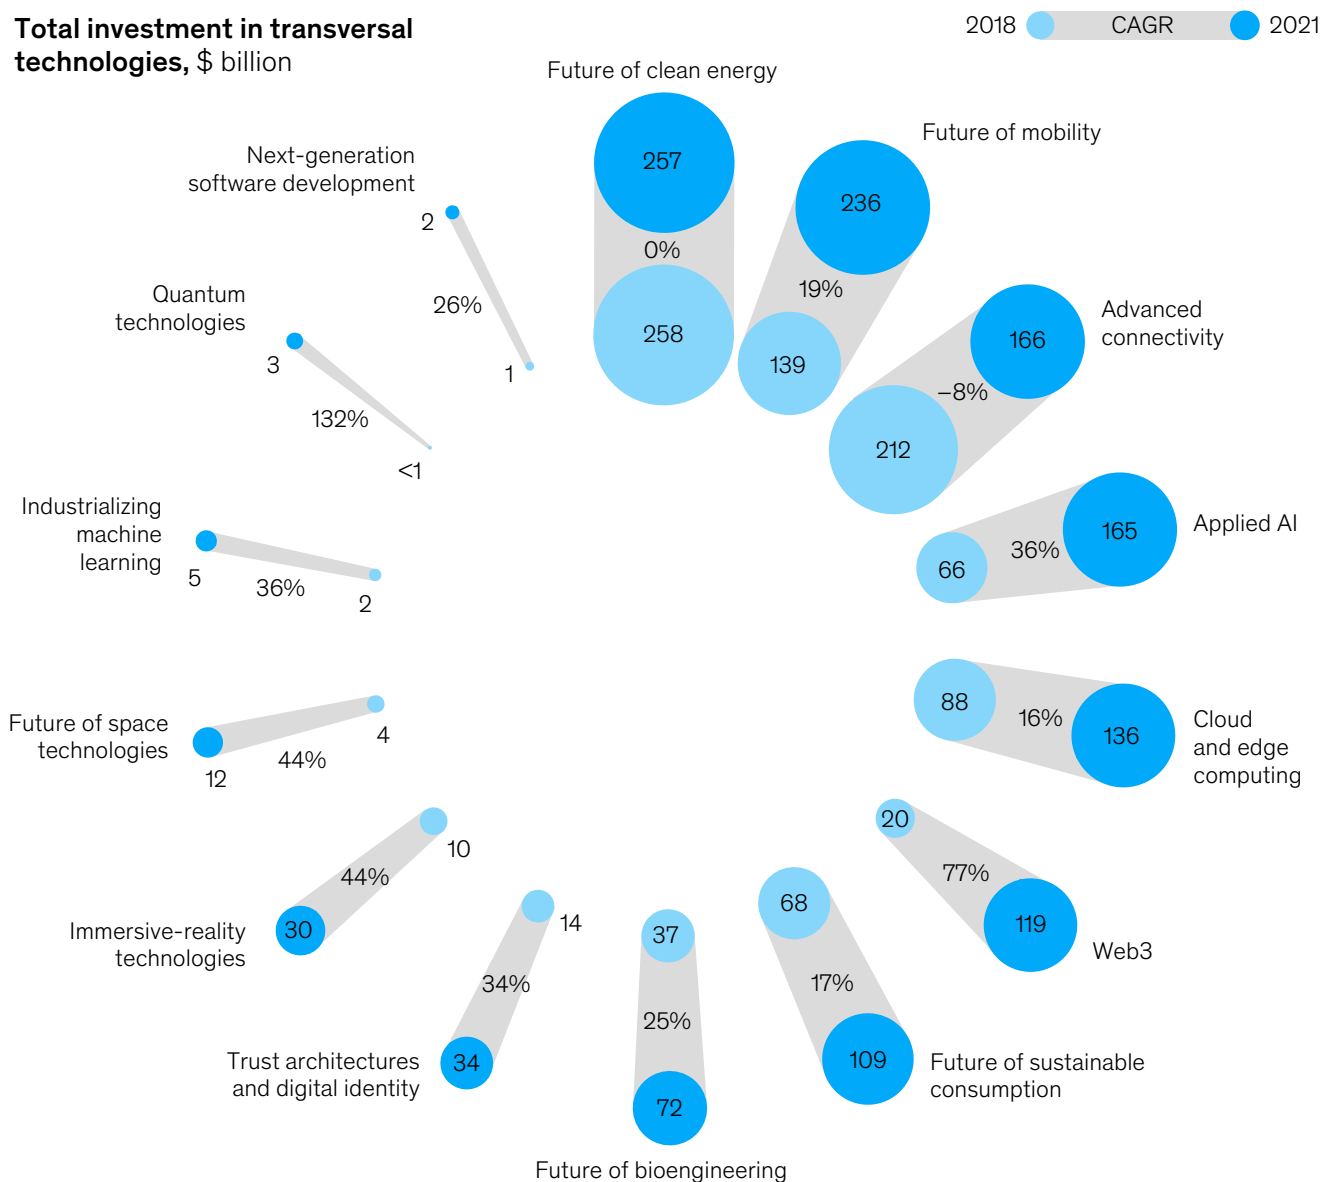 Total investment in transversal
technologies, $ billion
2018 CAGR 2021
Future of clean energy
257
0%
258
Future of mobility
236
19%
139
Advanced
connectivity
166
–8%
212
Applied AI
165
36%
66
Cloud
and edge
computing
136
16%
88
Web3
119
77%
20
Future of sustainable
consumption
109
17%
68
Future of bioengineering
72
25%
37
Trust architectures
and digital identity
34
34%
14
Immersive-reality
technologies
30
44%
10
Future of space
technologies
12
44%
4
Industrializing
machine
learning
5
36%
2
Quantum
technologies
3
132%
<1
Next-generation
software development
2
26%
1